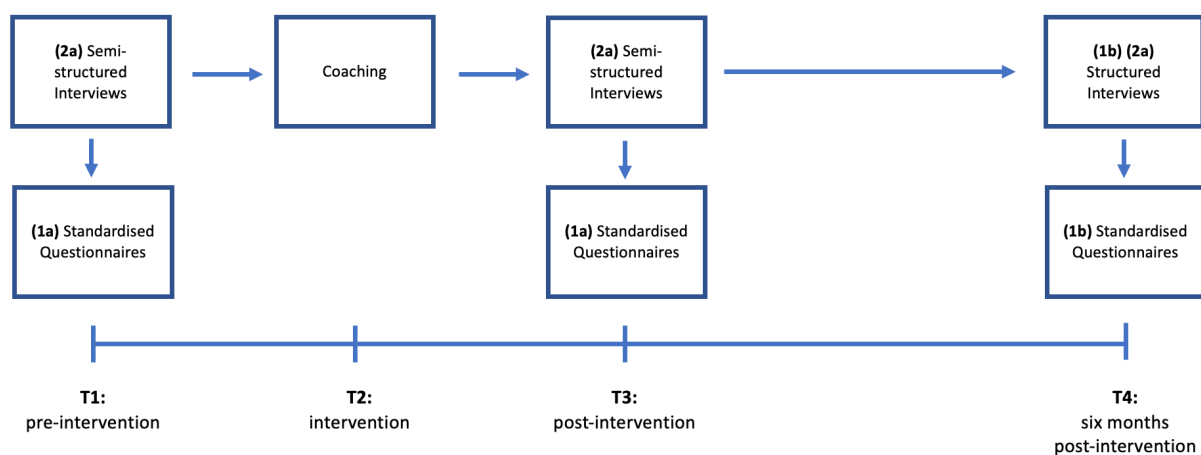 (2a) Semi-
structured
Interviews
Coaching
(2a) Semi-
structured
Interviews
(1b) (2a)
Structured
Interviews
(1a) Standardised
Questionnaires
(1a) Standardised
Questionnaires
(1b) Standardised
Questionnaires
T1:
pre-intervention
T2:
intervention
T3:
post-intervention
T4:
six months
post-intervention